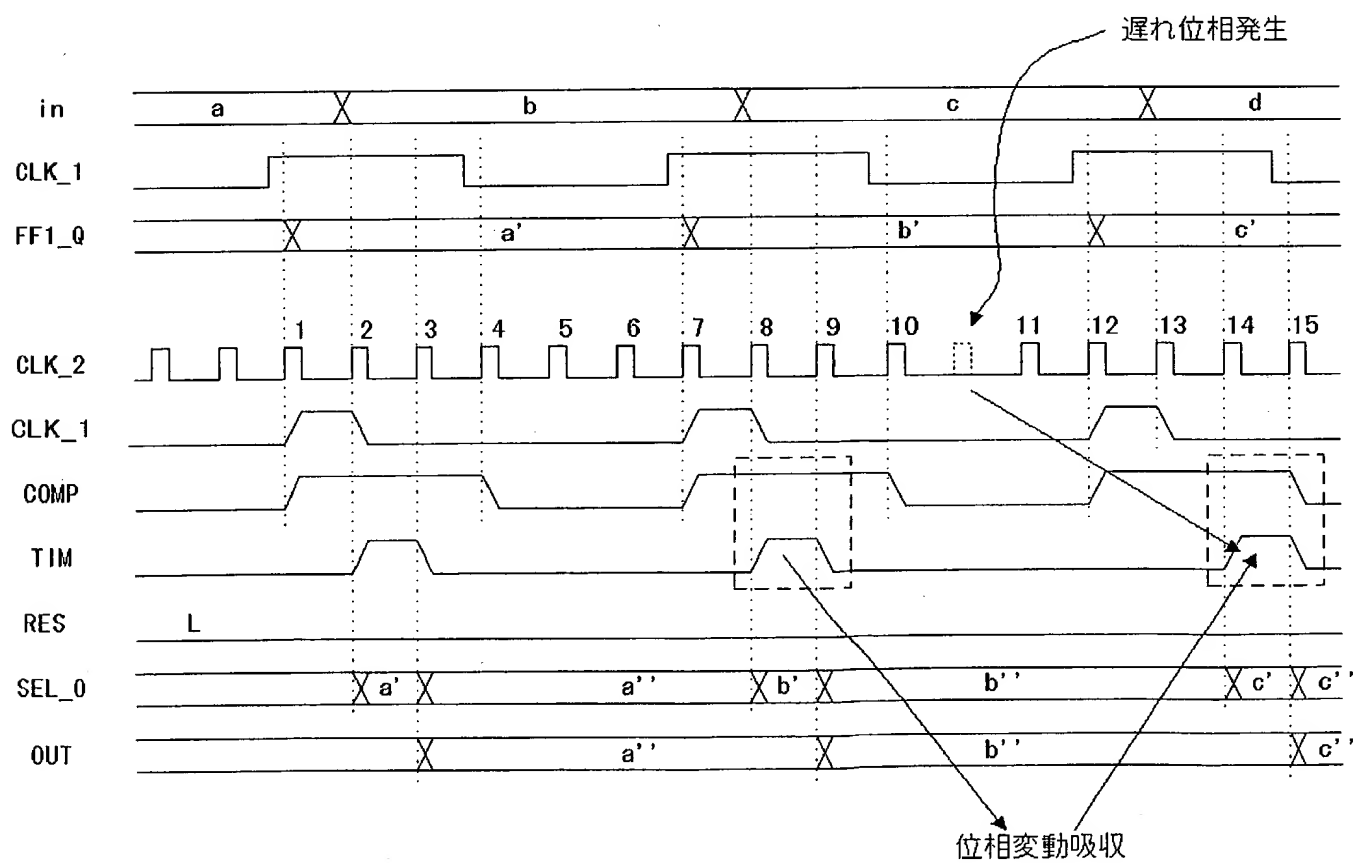 遅れ位相発生
in a b c d
CLK_1
FF1_Q a' b' c'
1 2 3 4 5 6 7 8 9 10 11 12 13 14 15
CLK_2
CLK_1
COMP
TIM
RES L
SEL_0 a' a'' b' b'' c' c''
OUT a'' b'' c''
位相変動吸収